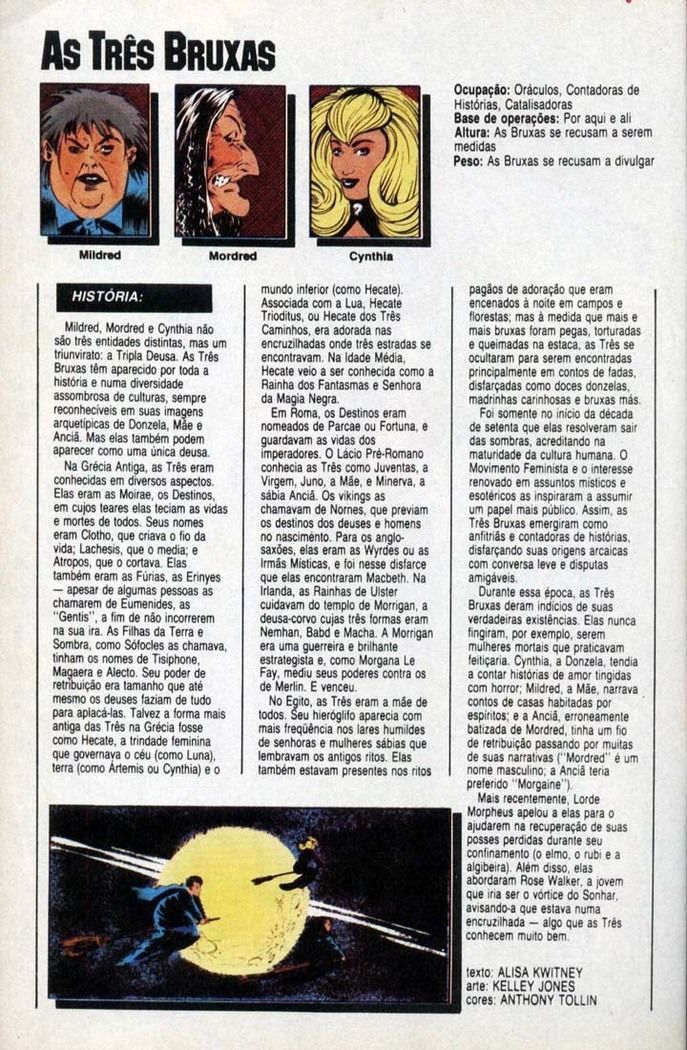 AS TRÊS BRUXAS
Ocupação: Oráculos, Contadoras de
Histórias, Catalisadoras
Base de operações: Por aqui e ali
Altura: As Bruxas se recusam a serem
medidas
Peso: As Bruxas se recusam a divulgar
Mildred
Mordred
Cynthia
HISTÓRIA:
Mildred, Mordred e Cynthia não
são três entidades distintas, mas um
triunvirato: a Tripla Deusa. As Três
Bruxas têm aparecido por toda a
história e numa diversidade
assombrosa de culturas, sempre
reconhecíveis em suas imagens
arquetípicas de Donzela, Mãe e
Anciã. Mas elas também podem
aparecer como uma única deusa.
Na Grécia Antiga, as Três eram
conhecidas em diversos aspectos.
Elas eram as Moirae, os Destinos,
em cujos teares elas teciam as vidas
e mortes de todos. Seus nomes
eram Clotho, que criava o fio da
vida; Lachesis, que o media; e
Atropos, que o cortava. Elas
também eram as Fúrias, as Erinyes
— apesar de algumas pessoas as
chamarem de Eumenides, as
"Gentis", a fim de não incorrerem
na sua ira. As Filhas da Terra e
Sombra, como Sófocles as chamava,
tinham os nomes de Tisiphone,
Magaera e Alecto. Seu poder de
retribuição era tamanho que até
mesmo os deuses faziam de tudo
para aplacá-las. Talvez a forma mais
antiga das Três na Grécia fosse
como Hecate, a trindade feminina
que governava o céu (como Luna),
terra (como Artemis ou Cynthia) e o
mundo inferior (como Hecate).
Associada com a Lua, Hecate
Trioditus, ou Hecate dos Três
Caminhos, era adorada nas
encruzilhadas onde três estradas se
encontravam. Na Idade Média,
Hecate veio a ser conhecida como a
Rainha dos Fantasmas e Senhora
da Magia Negra.
Em Roma, os Destinos eram
nomeados de Parcae ou Fortuna, e
guardavam as vidas dos
imperadores. O Lácio Pré-Romano
conhecia as Três como Juventas, a
Virgem, Juno, a Mãe, e Minerva, a
sábia Anciã. Os vikings as
chamavam de Nornes, que previam
os destinos dos deuses e homens
no nascimento. Para os anglo-
saxões, elas eram as Wyrdes ou as
Irmãs Místicas, e foi nesse disfarce
que elas encontraram Macbeth. Na
Irlanda, as Rainhas de Ulster
cuidavam do templo de Morrigan, a
deusa-corvo cujas três formas eram
Nemhan, Babd e Macha. A Morrigan
era uma guerreira e brilhante
estrategista e, como Morgana Le
Fay, mediu seus poderes contra os
de Merlin. E venceu.
No Egito, as Três eram a mãe de
todos. Seu hieróglifo aparecia com
mais freqüência nos lares humildes
de senhoras e mulheres sábias que
lembravam os antigos ritos. Elas
também estavam presentes nos ritos
pagãos de adoração que eram
encenados à noite em campos e
florestas; mas à medida que mais e
mais bruxas foram pegas, torturadas
e queimadas na estaca, as Três se
ocultaram para serem encontradas
principalmente em contos de fadas,
disfarçadas como doces donzelas,
madrinhas carinhosas e bruxas más.
Foi somente no início da década
de setenta que elas resolveram sair
das sombras, acreditando na
maturidade da cultura humana. O
Movimento Feminista e o interesse
renovado em assuntos místicos e
esotéricos as inspiraram a assumir
um papel mais público. Assim, as
Três Bruxas emergiram como
anfitriãs e contadoras de histórias,
disfarçando suas origens arcaicas
com conversa leve e disputas
amigáveis.
Durante essa época, as Três
Bruxas deram indícios de suas
verdadeiras existências. Elas nunca
fingiram, por exemplo, serem
mulheres mortais que praticavam
feitiçaria. Cynthia, a Donzela, tendia
a contar histórias de amor tingidas
com horror; Mildred, a Mãe, narrava
contos de casas habitadas por
espíritos; e a Anciã, erroneamente
batizada de Mordred, tinha um fio
de retribuição passando por muitas
de suas narrativas ("Mordred" é um
nome masculino; a Anciã teria
preferido "Morgaine").
Mais recentemente, Lorde
Morpheus apelou a elas para o
ajudarem na recuperação de suas
posses perdidas durante seu
confinamento (o elmo, o rubi e a
algibeira). Além disso, elas
abordaram Rose Walker, a jovem
que iria ser o vórtice do Sonhar,
avisando-a que estava numa
encruzilhada — algo que as Três
conhecem muito bem.
texto: ALISA KWITNEY
arte: KELLEY JONES
cores: ANTHONY TOLLIN